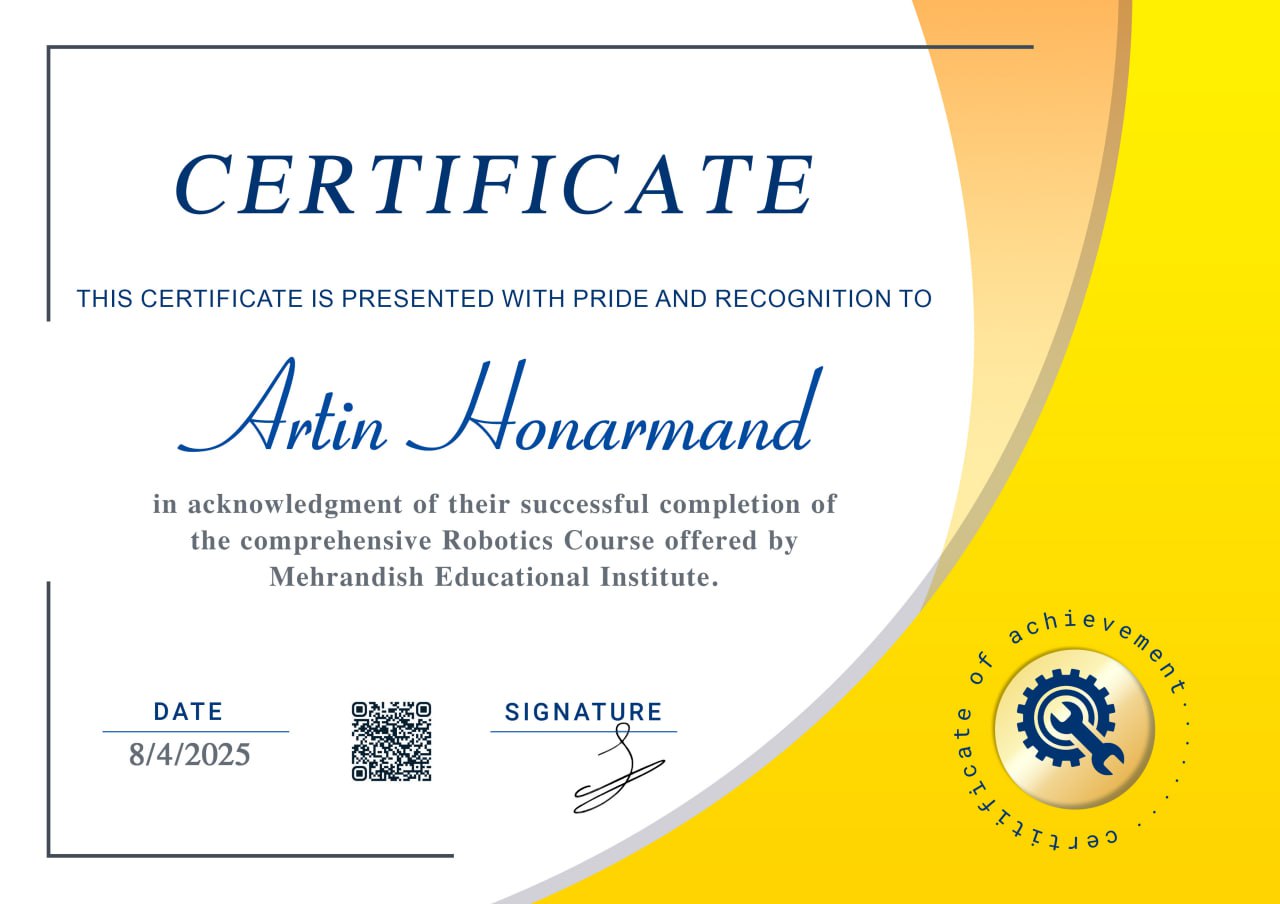 CERTIFICATE
THIS CERTIFICATE IS PRESENTED WITH PRIDE AND RECOGNITION TO
Artin Honarmand
in acknowledgment of their successful completion of
the comprehensive Robotics Course offered by
Mehrandish Educational Institute.
DATE
8/4/2025
SIGNATURE
certificate of achievement........